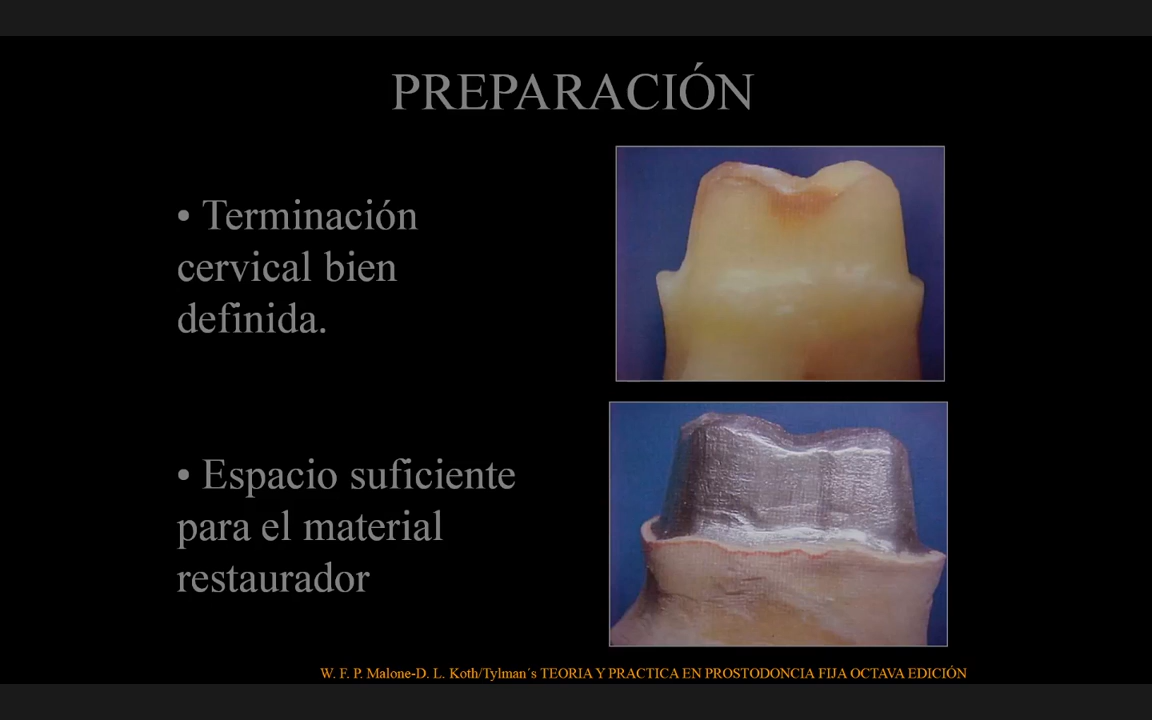 PREPARACIÓN
• Terminación
cervical bien
definida.
• Espacio suficiente
para el material
restaurador
W. F. P. Malone-D. L. Koth/Tylman´s TEORIA Y PRACTICA EN PROSTODONCIA FIJA OCTAVA EDICIÓN